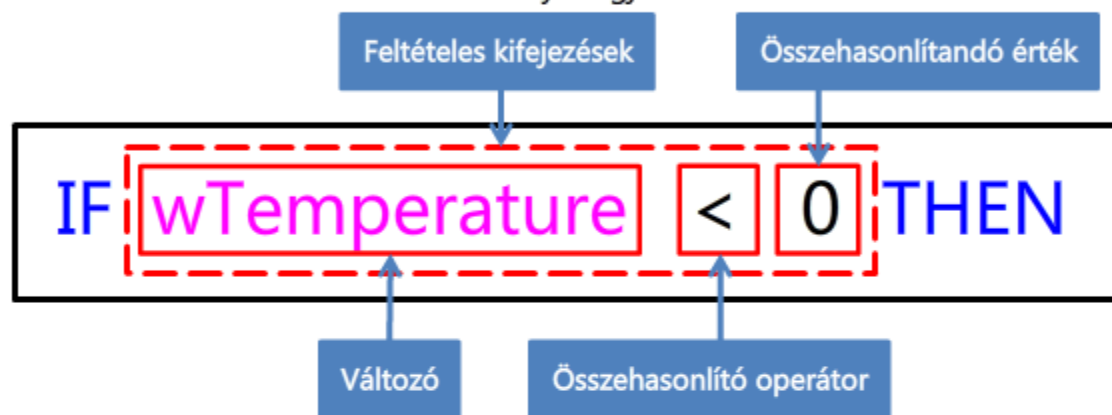 Feltételes kifejezések
Összehasonlítandó érték
IF wTemperature < 0 THEN
Változó
Összehasonlító operátor